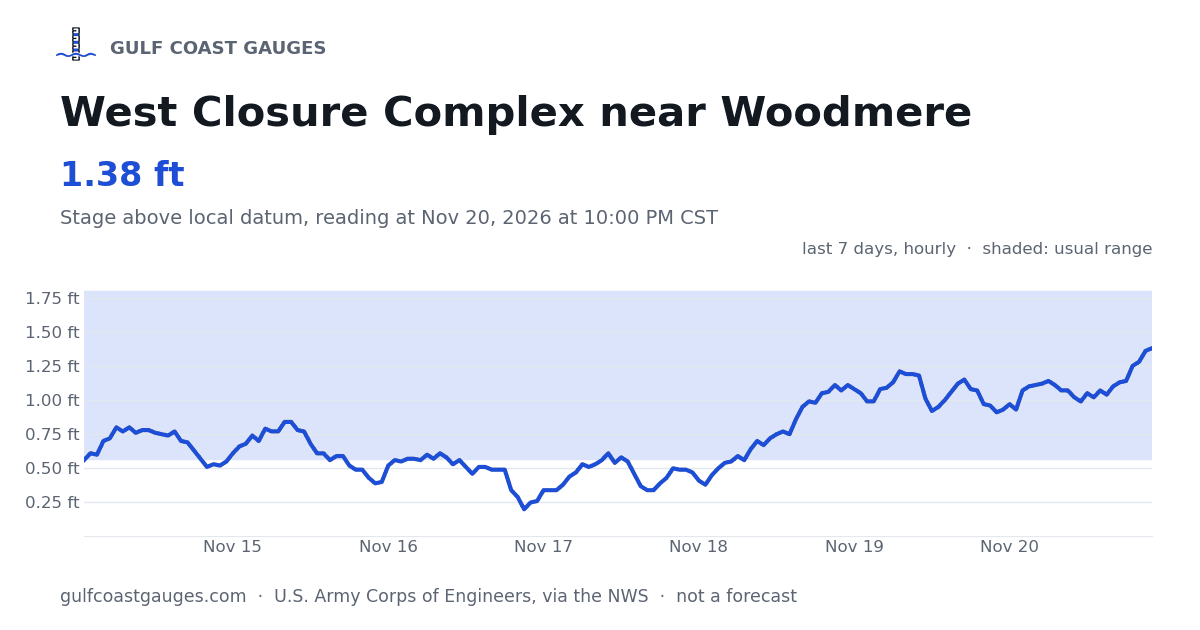 GULF COAST GAUGES
West Closure Complex near Woodmere
1.38 ft
Stage above local datum, reading at Nov 20, 2026 at 10:00 PM CST
last 7 days, hourly · shaded: usual range
1.75 ft
1.50 ft
1.25 ft
1.00 ft
0.75 ft
0.50 ft
0.25 ft
Nov 15 Nov 16 Nov 17 Nov 18 Nov 19 Nov 20
gulfcoastgauges.com · U.S. Army Corps of Engineers, via the NWS · not a forecast